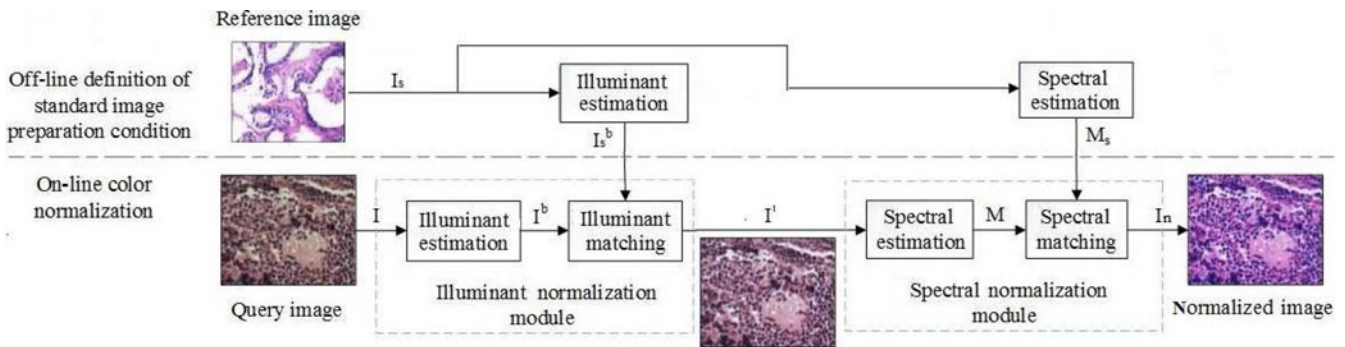 Reference image
Off-line definition of
standard image
preparation condition
Is
Illuminant
estimation
Spectral
estimation
Is^b
Ms
On-line color
normalization
I
Illuminant
estimation
I^b
Illuminant
matching
I'
Spectral
estimation
M
Spectral
matching
In
Query image
Illuminant normalization
module
Spectral normalization
module
Normalized image